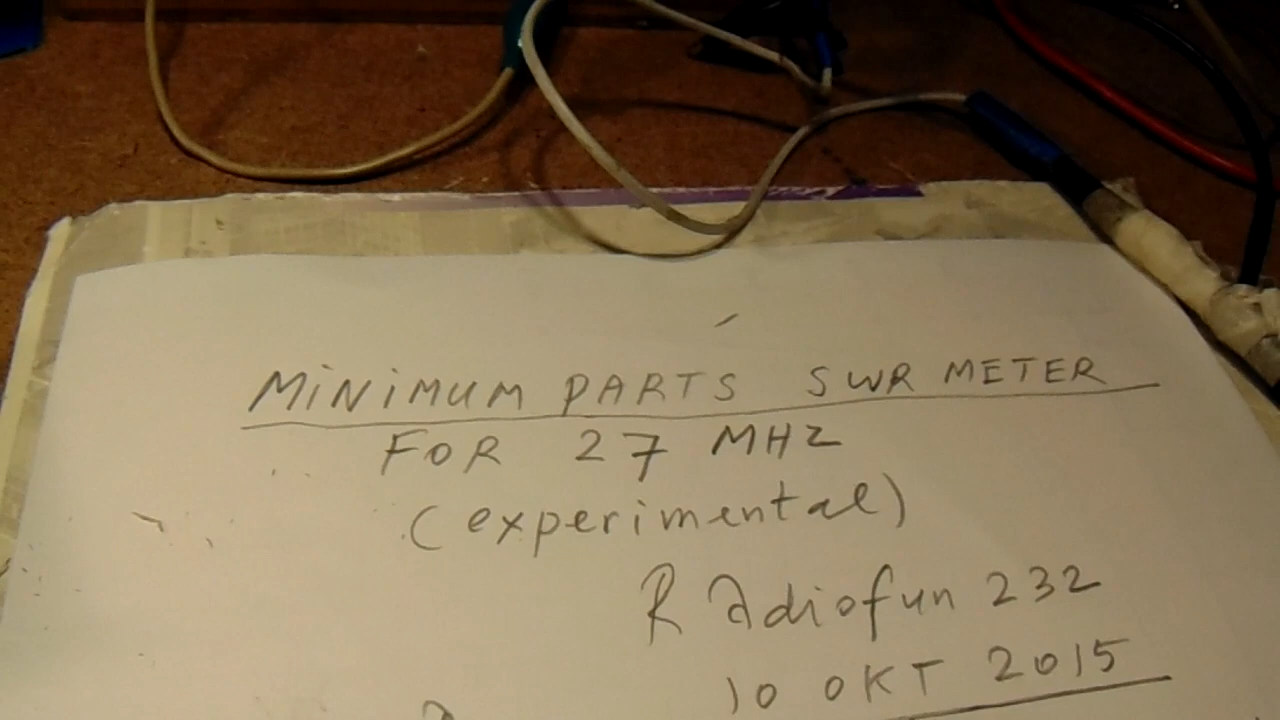 MiNiMUM PARTS SWR METER
FOR 27 MHZ
(experimental)
Radiofun 232
10 OKT 2015